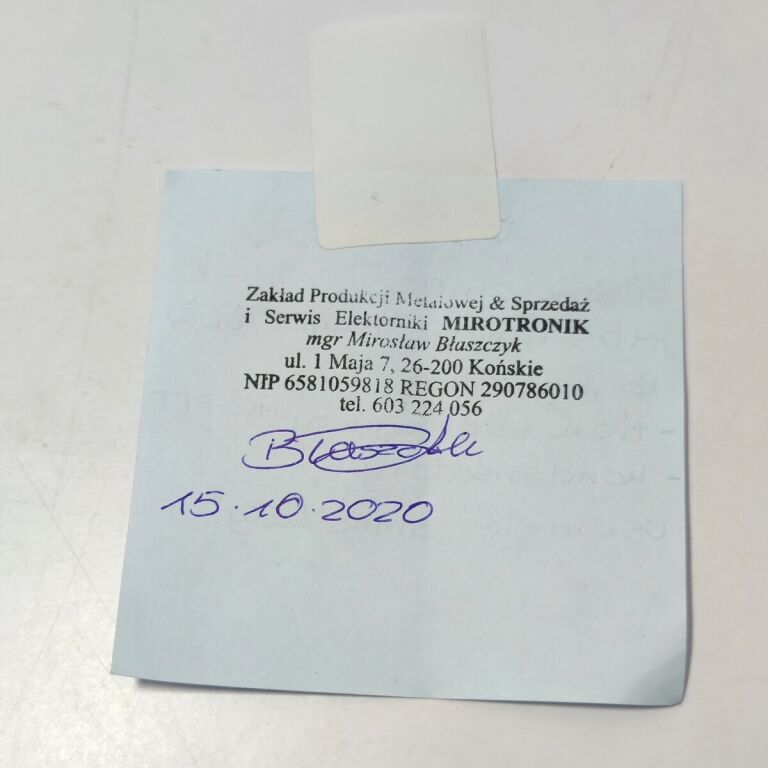 Zakład Produkcji Metalowej & Sprzedaż
i Serwis Elektorniki MIROTRONIK
mgr Mirosław Błaszczyk
ul. 1 Maja 7, 26-200 Końskie
NIP 6581059818 REGON 290786010
tel. 603 224 056
15.10.2020